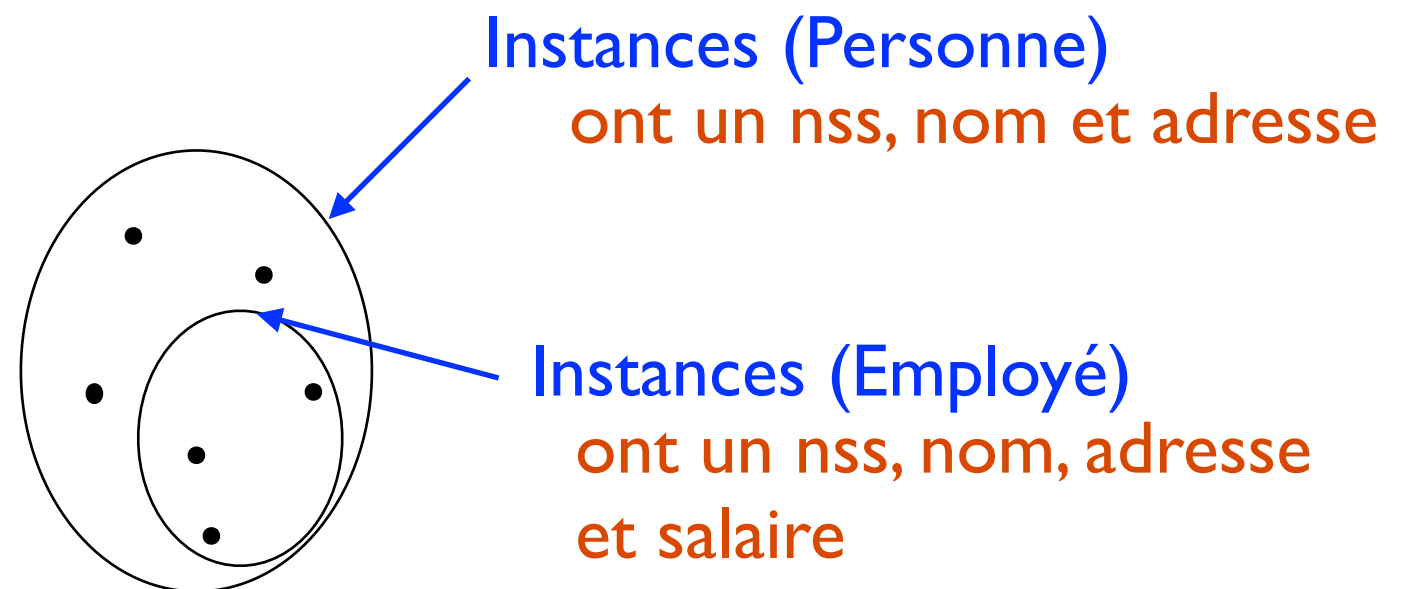 Instances (Personne)
ont un nss, nom et adresse
Instances (Employé)
ont un nss, nom, adresse
et salaire